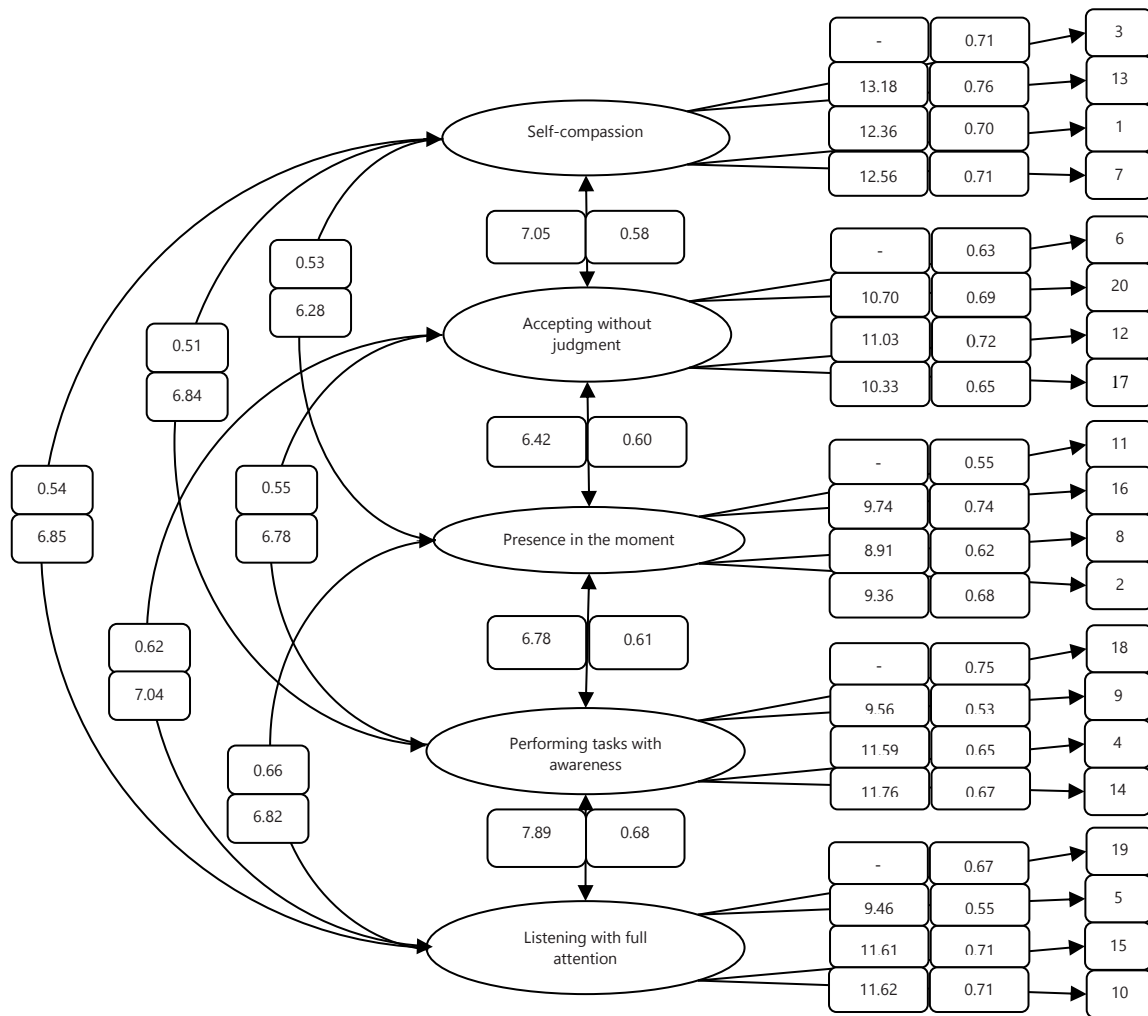 - 0.71 3
13.18 0.76 13
Self-compassion
12.36 0.70 1
12.56 0.71 7
7.05 0.58
- 0.63 6
0.53
10.70 0.69 20
6.28
Accepting without
judgment
11.03 0.72 12
0.51
10.33 0.65 17
6.84
6.42 0.60
- 0.55 11
0.54
0.55
9.74 0.74 16
6.85
6.78
Presence in the moment
8.91 0.62 8
9.36 0.68 2
6.78 0.61
0.62
- 0.75 18
7.04
9.56 0.53 9
Performing tasks with
awareness
11.59 0.65 4
0.66
11.76 0.67 14
6.82
7.89 0.68
- 0.67 19
9.46 0.55 5
Listening with full
attention
11.61 0.71 15
11.62 0.71 10